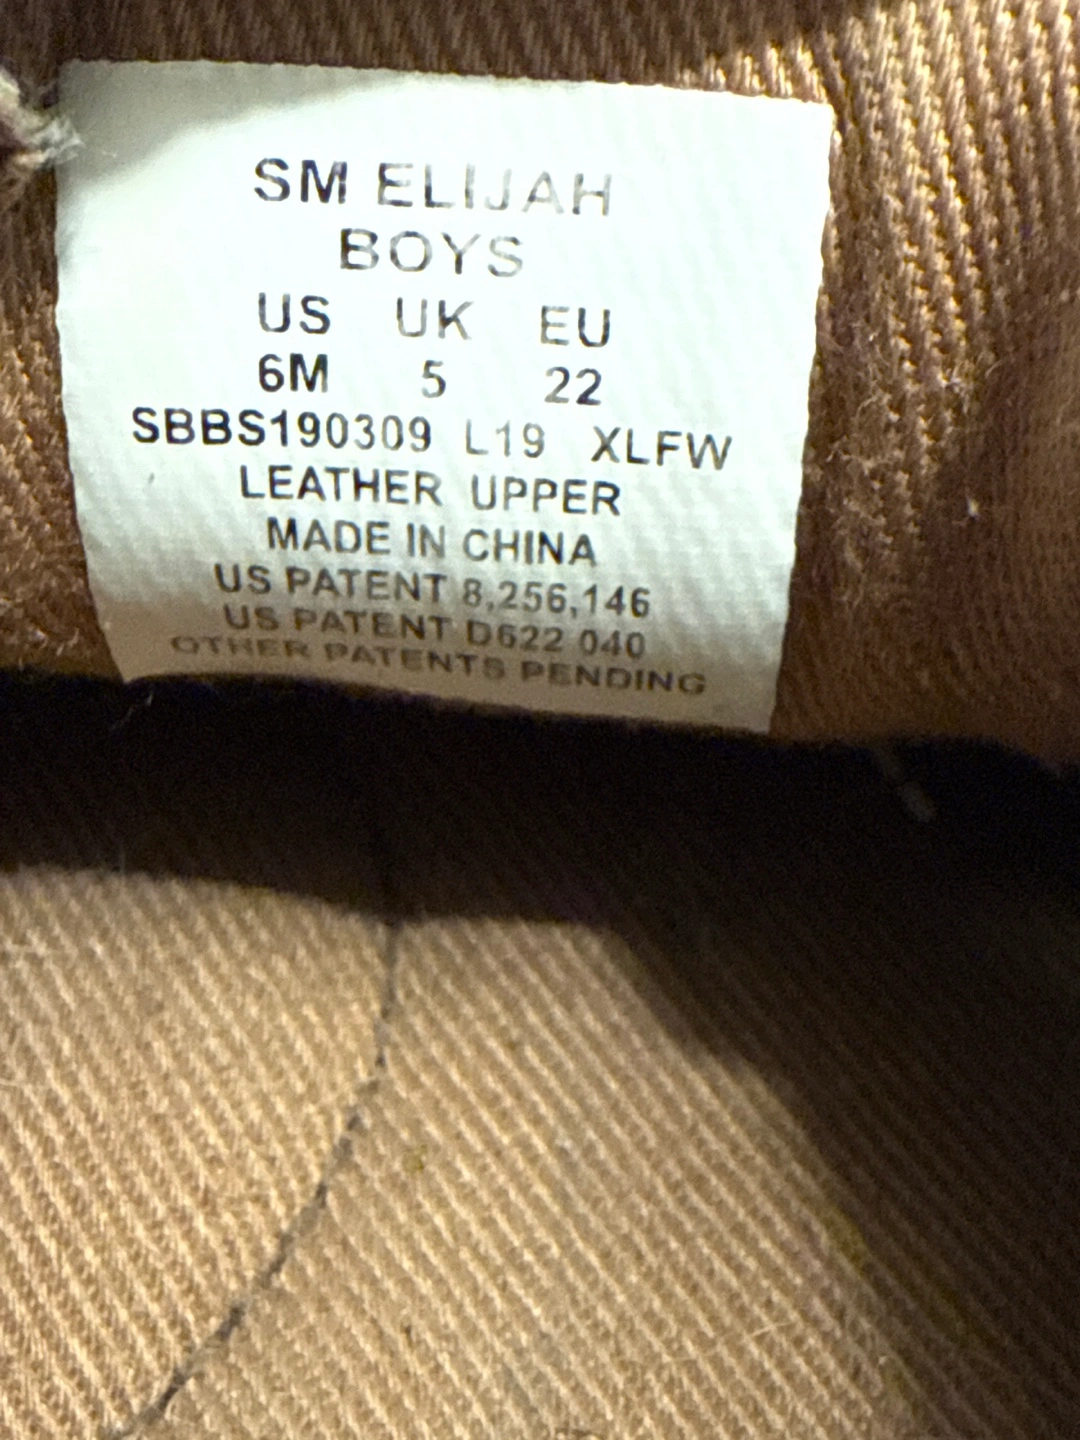 SM ELIJAH
BOYS
US UK EU
6M 5 22
SBBS190309 L19 XLFW
LEATHER UPPER
MADE IN CHINA
US PATENT 8,256,146
US PATENT D622 040
OTHER PATENTS PENDING